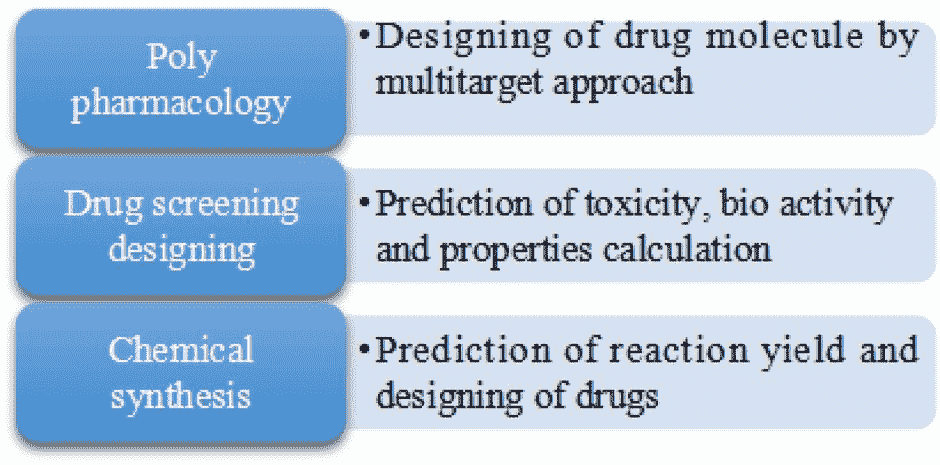 Poly
pharmacology
•Designing of drug molecule by
multitarget approach
Drug screening
designing
•Prediction of toxicity, bio activity
and properties calculation
Chemical
synthesis
•Prediction of reaction yield and
designing of drugs